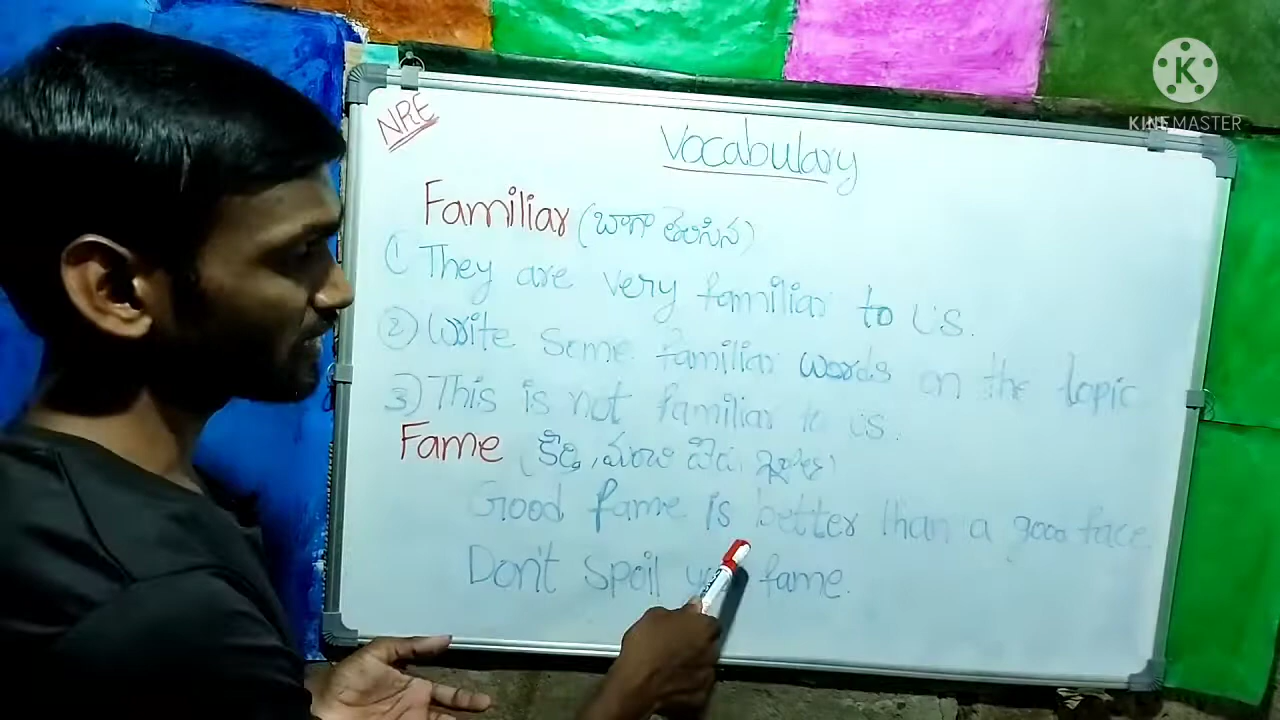 NRE
Vocabulary
Familiar (బాగా తెలిసిన)
① They are very familiar to us.
② Write some familiar words on the topic
3) This is not familiar to us.
Fame (కీర్తి, మంచి పేరు,
Good fame is better than a good face
Don't spoil your fame.
KINEMASTER